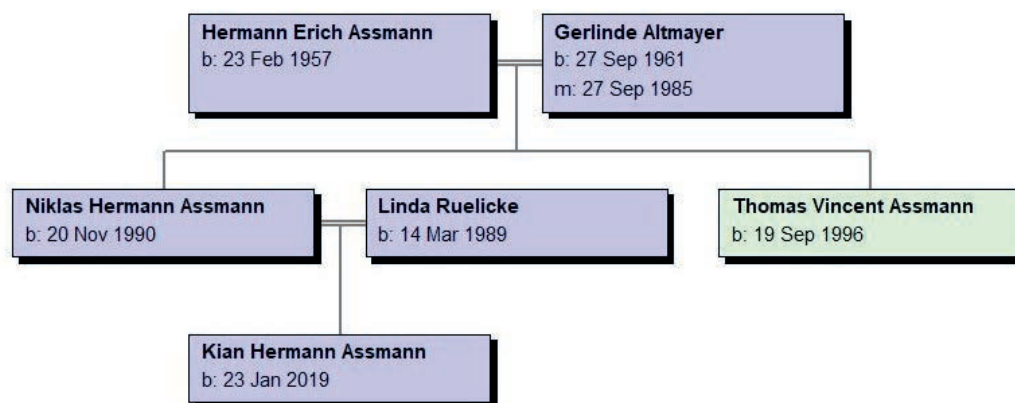 Hermann Erich Assmann
b: 23 Feb 1957
Gerlinde Altmayer
b: 27 Sep 1961
m: 27 Sep 1985
Niklas Hermann Assmann
b: 20 Nov 1990
Linda Ruelicke
b: 14 Mar 1989
Thomas Vincent Assmann
b: 19 Sep 1996
Kian Hermann Assmann
b: 23 Jan 2019